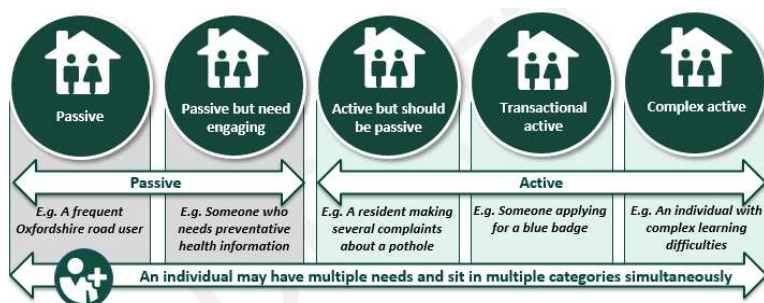 Passive
Passive but need
engaging
Active but should
be passive
Transactional
active
Complex active
Passive
Active
E.g. A frequent
Oxfordshire road user
E.g. Someone who
needs preventative
health information
E.g. A resident making
several complaints
about a pothole
E.g. Someone applying
for a blue badge
E.g. An individual with
complex learning
difficulties
An individual may have multiple needs and sit in multiple categories simultaneously